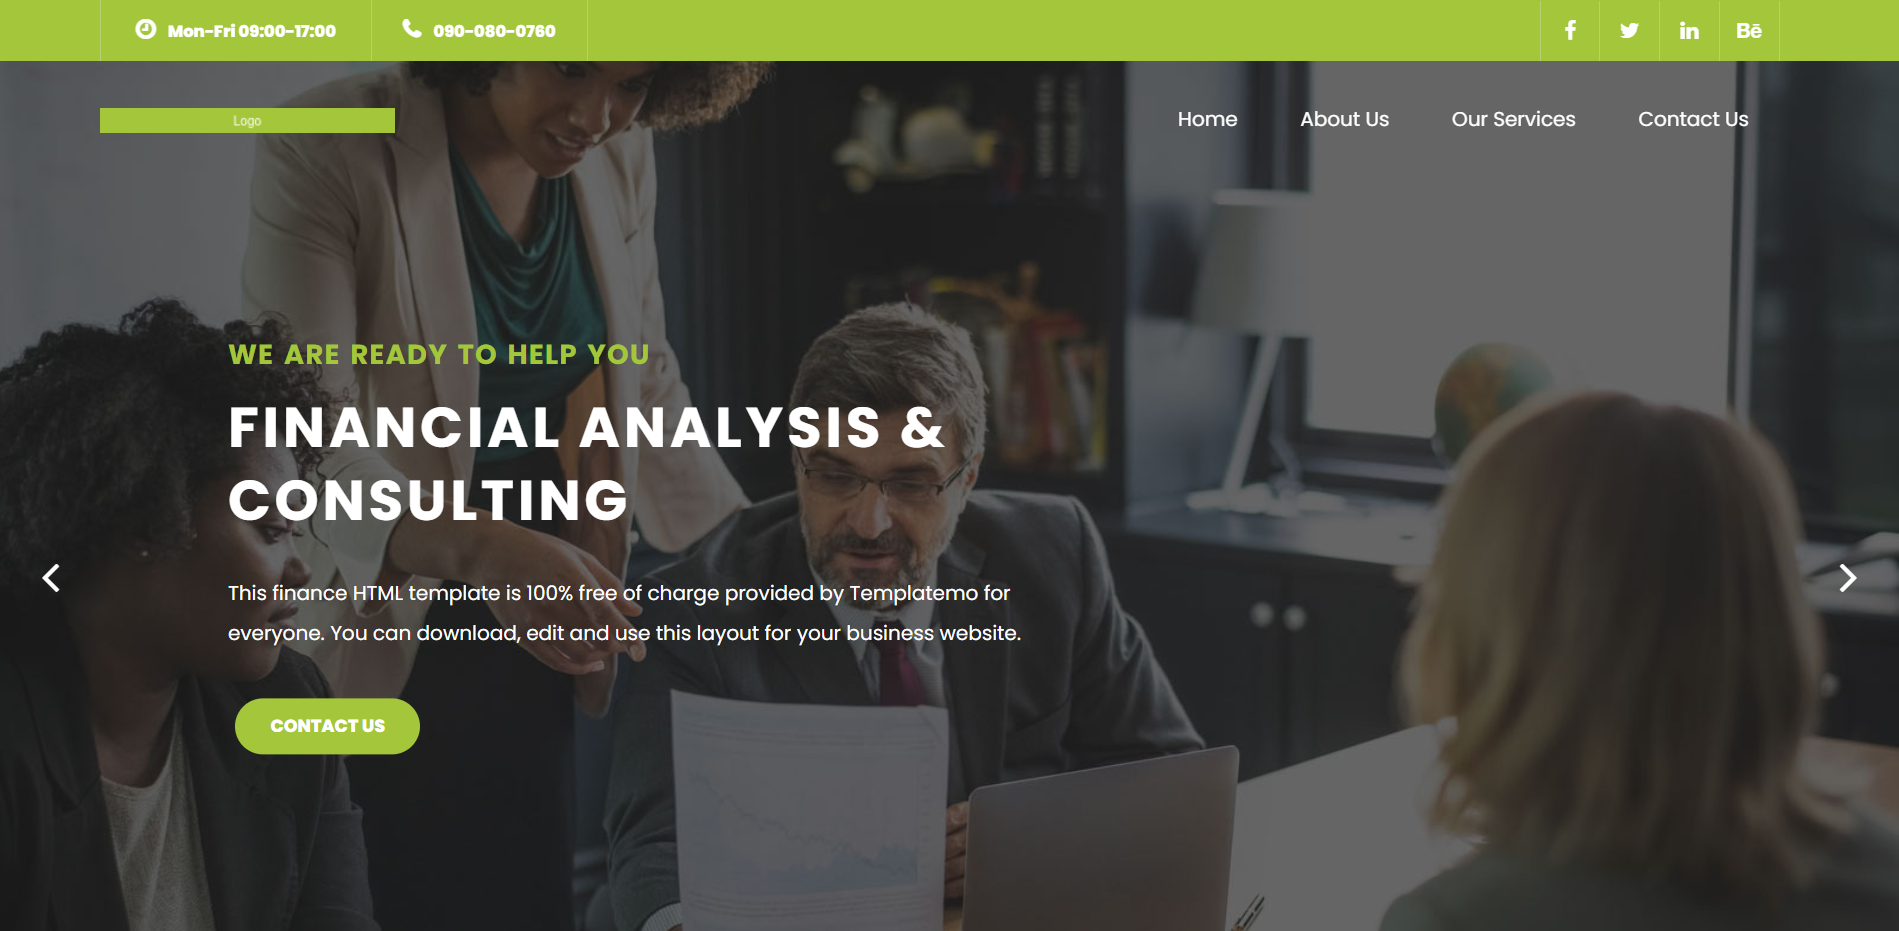 Mon-Fri 09:00-17:00
090-080-0760
Bē
Logo
Home
About Us
Our Services
Contact Us
WE ARE READY TO HELP YOU
FINANCIAL ANALYSIS &
CONSULTING
This finance HTML template is 100% free of charge provided by Templatemo for
everyone. You can download, edit and use this layout for your business website.
CONTACT US